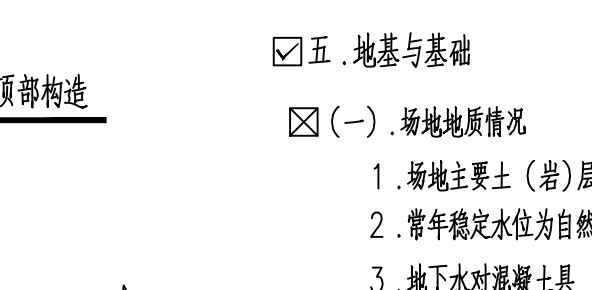 ☑ 五.地基与基础
顶部构造
☒ (一).场地地质情况
1.场地主要土(岩)层
2.常年稳定水位为自然
3.地下水对混凝土具